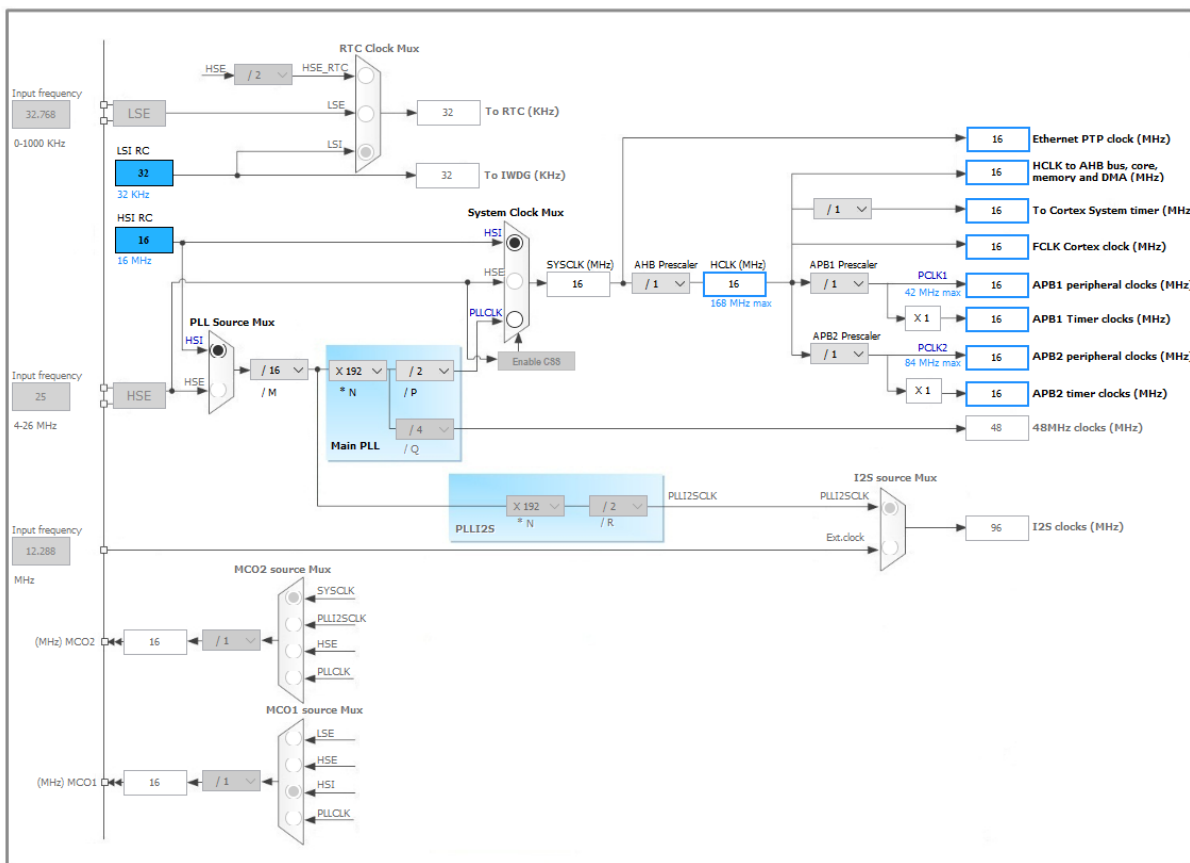 RTC Clock Mux
HSE
/ 2
HSE_RTC
Input frequency
32.768
LSE
LSE
32
To RTC (KHz)
0-1000 KHz
LSI RC
LSI
32
32 KHz
32
To IWDG (KHz)
HSI RC
16
16 MHz
System Clock Mux
HSI
HSE
PLLCLK
SYSCLK (MHz)
16
AHB Prescaler
/ 1
HCLK (MHz)
16
168 MHz max
16
Ethernet PTP clock (MHz)
16
HCLK to AHB bus, core,
memory and DMA (MHz)
/ 1
16
To Cortex System timer (MHz
16
FCLK Cortex clock (MHz)
APB1 Prescaler
/ 1
PCLK1
42 MHz max
16
APB1 peripheral clocks (MHz)
X 1
16
APB1 Timer clocks (MHz)
APB2 Prescaler
/ 1
PCLK2
84 MHz max
16
APB2 peripheral clocks (MHz)
X 1
16
APB2 timer clocks (MHz)
PLL Source Mux
HSI
HSE
Enable CSS
Input frequency
25
HSE
4-26 MHz
/ 16
/ M
X 192
* N
/ 2
/ P
/ 4
/ Q
Main PLL
48
48MHz clocks (MHz)
X 192
* N
/ 2
/ R
PLLI2S
PLLI2SCLK
I2S source Mux
PLLI2SCLK
Ext.clock
96
I2S clocks (MHz)
Input frequency
12.288
MHz
MCO2 source Mux
SYSCLK
PLLI2SCLK
HSE
PLLCLK
(MHz) MCO2
16
/ 1
MCO1 source Mux
LSE
HSE
HSI
PLLCLK
(MHz) MCO1
16
/ 1